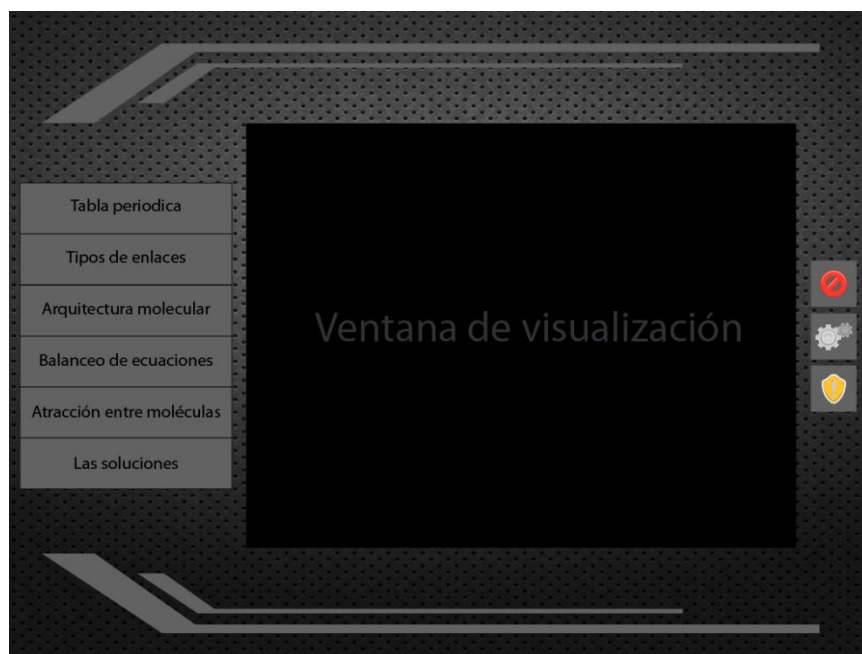 Tabla periodica
Tipos de enlaces
Arquitectura molecular
Balanceo de ecuaciones
Atracción entre moléculas
Las soluciones
Ventana de visualización